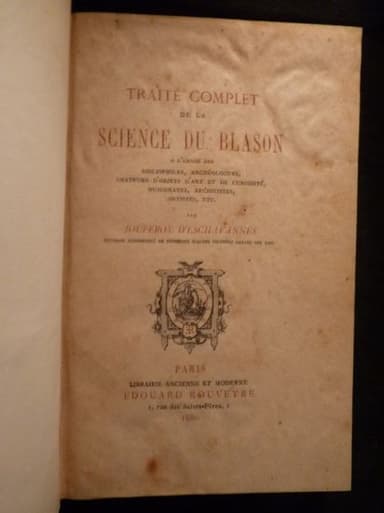 TRAITÉ COMPLET
DE LA
SCIENCE DU BLASON
A L'USAGE DES
BIBLIOPHILES, ARCHÉOLOGUES,
AMATEURS D'OBJETS D'ART ET DE CURIOSITÉ,
NUMISMATES, ARCHIVISTES,
ARTISTES, ETC.
PAR
JOUFFROY D'ESCHAVANNES
PARIS
LIBRAIRIE ANCIENNE ET MODERNE
EDOUARD ROUVEYRE
1, rue des Saints-Pères, 1